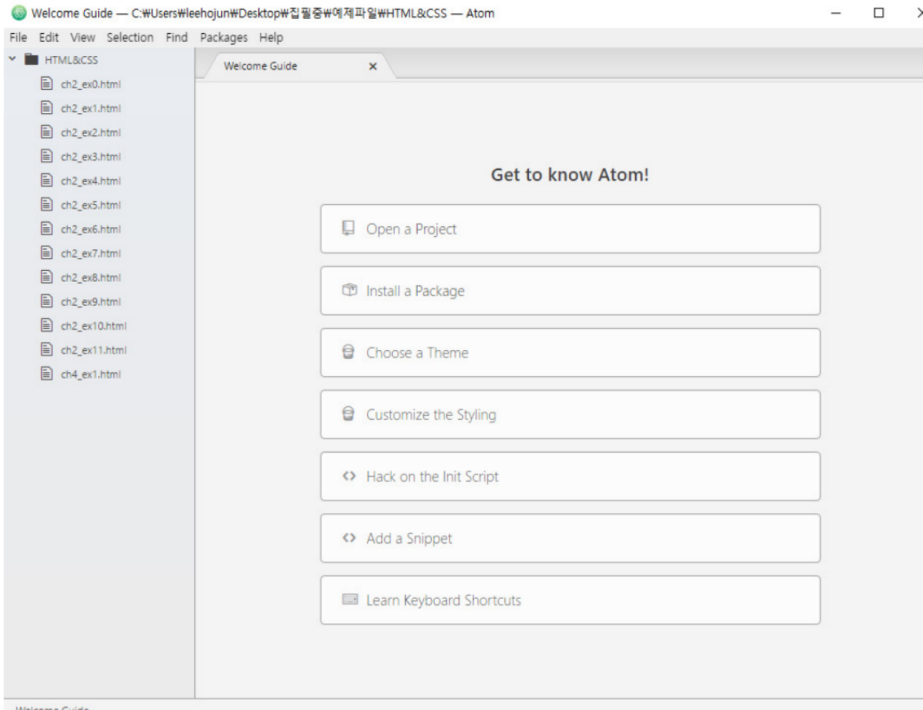 Welcome Guide — C:₩Users₩leehojun₩Desktop₩집필중₩예제파일₩HTML&CSS — Atom
File Edit View Selection Find Packages Help
HTML&CSS
ch2_ex0.html
ch2_ex1.html
ch2_ex2.html
ch2_ex3.html
ch2_ex4.html
ch2_ex5.html
ch2_ex6.html
ch2_ex7.html
ch2_ex8.html
ch2_ex9.html
ch2_ex10.html
ch2_ex11.html
ch4_ex1.html
Welcome Guide
Get to know Atom!
Open a Project
Install a Package
Choose a Theme
Customize the Styling
Hack on the Init Script
Add a Snippet
Learn Keyboard Shortcuts
Welcome Guide